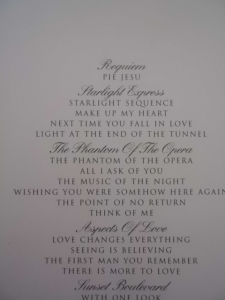 Requiem
PIE JESU
Starlight Express
STARLIGHT SEQUENCE
MAKE UP MY HEART
NEXT TIME YOU FALL IN LOVE
LIGHT AT THE END OF THE TUNNEL
The Phantom Of The Opera
THE PHANTOM OF THE OPERA
ALL I ASK OF YOU
THE MUSIC OF THE NIGHT
WISHING YOU WERE SOMEHOW HERE AGAIN
THE POINT OF NO RETURN
THINK OF ME
Aspects Of Love
LOVE CHANGES EVERYTHING
SEEING IS BELIEVING
THE FIRST MAN YOU REMEMBER
THERE IS MORE TO LOVE
Sunset Boulevard
WITH ONE LOOK